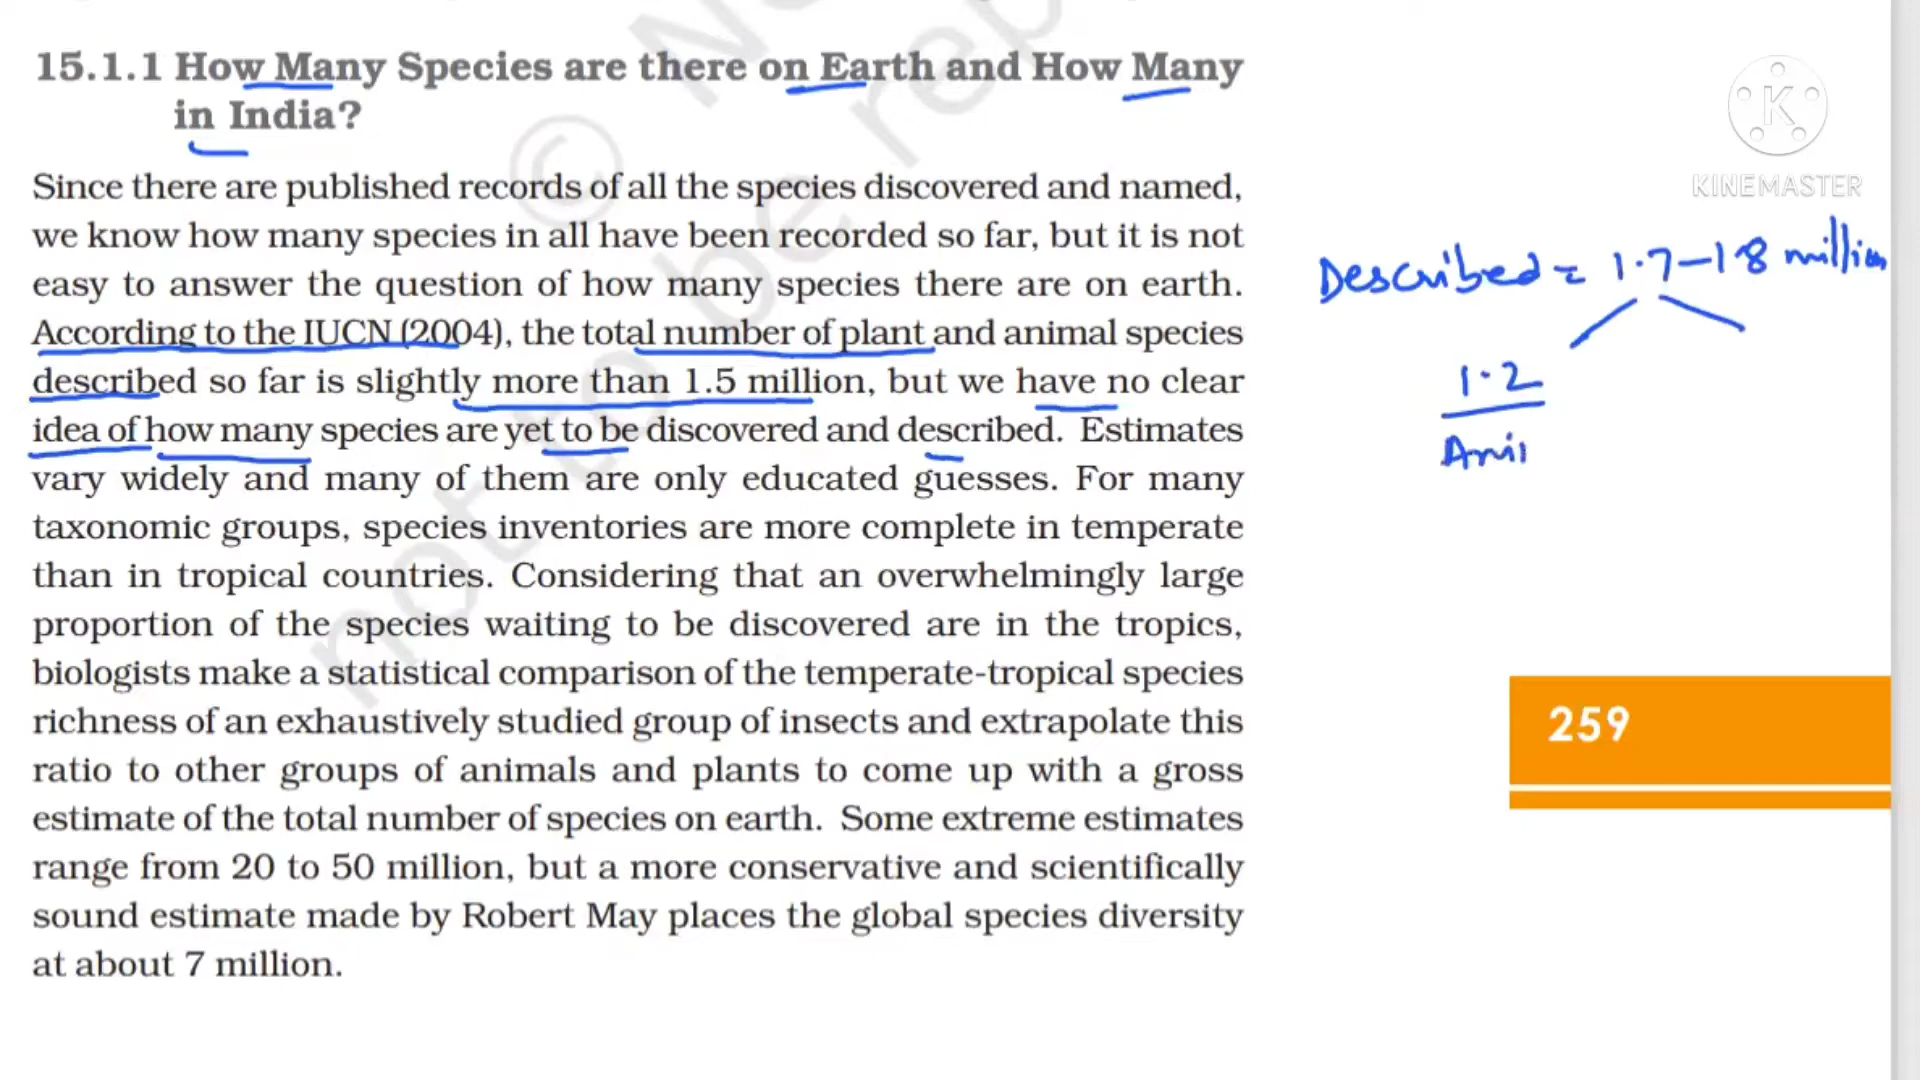 15.1.1 How Many Species are there on Earth and How Many
in India?
Since there are published records of all the species discovered and named,
we know how many species in all have been recorded so far, but it is not
easy to answer the question of how many species there are on earth.
According to the IUCN (2004), the total number of plant and animal species
described so far is slightly more than 1.5 million, but we have no clear
idea of how many species are yet to be discovered and described. Estimates
vary widely and many of them are only educated guesses. For many
taxonomic groups, species inventories are more complete in temperate
than in tropical countries. Considering that an overwhelmingly large
proportion of the species waiting to be discovered are in the tropics,
biologists make a statistical comparison of the temperate-tropical species
richness of an exhaustively studied group of insects and extrapolate this
ratio to other groups of animals and plants to come up with a gross
estimate of the total number of species on earth. Some extreme estimates
range from 20 to 50 million, but a more conservative and scientifically
sound estimate made by Robert May places the global species diversity
at about 7 million.
K
KINEMASTER
Described = 1.7-1.8 million
1.2
Ani
259
©
not to be rep